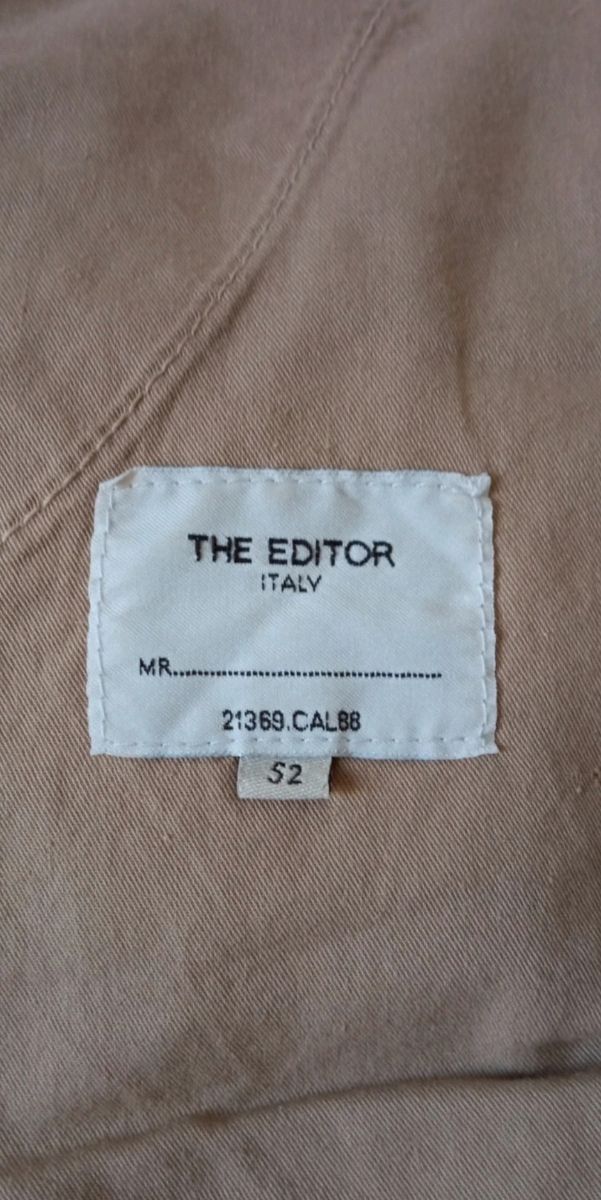 THE EDITOR
ITALY
MR........................................
21369.CAL88
52